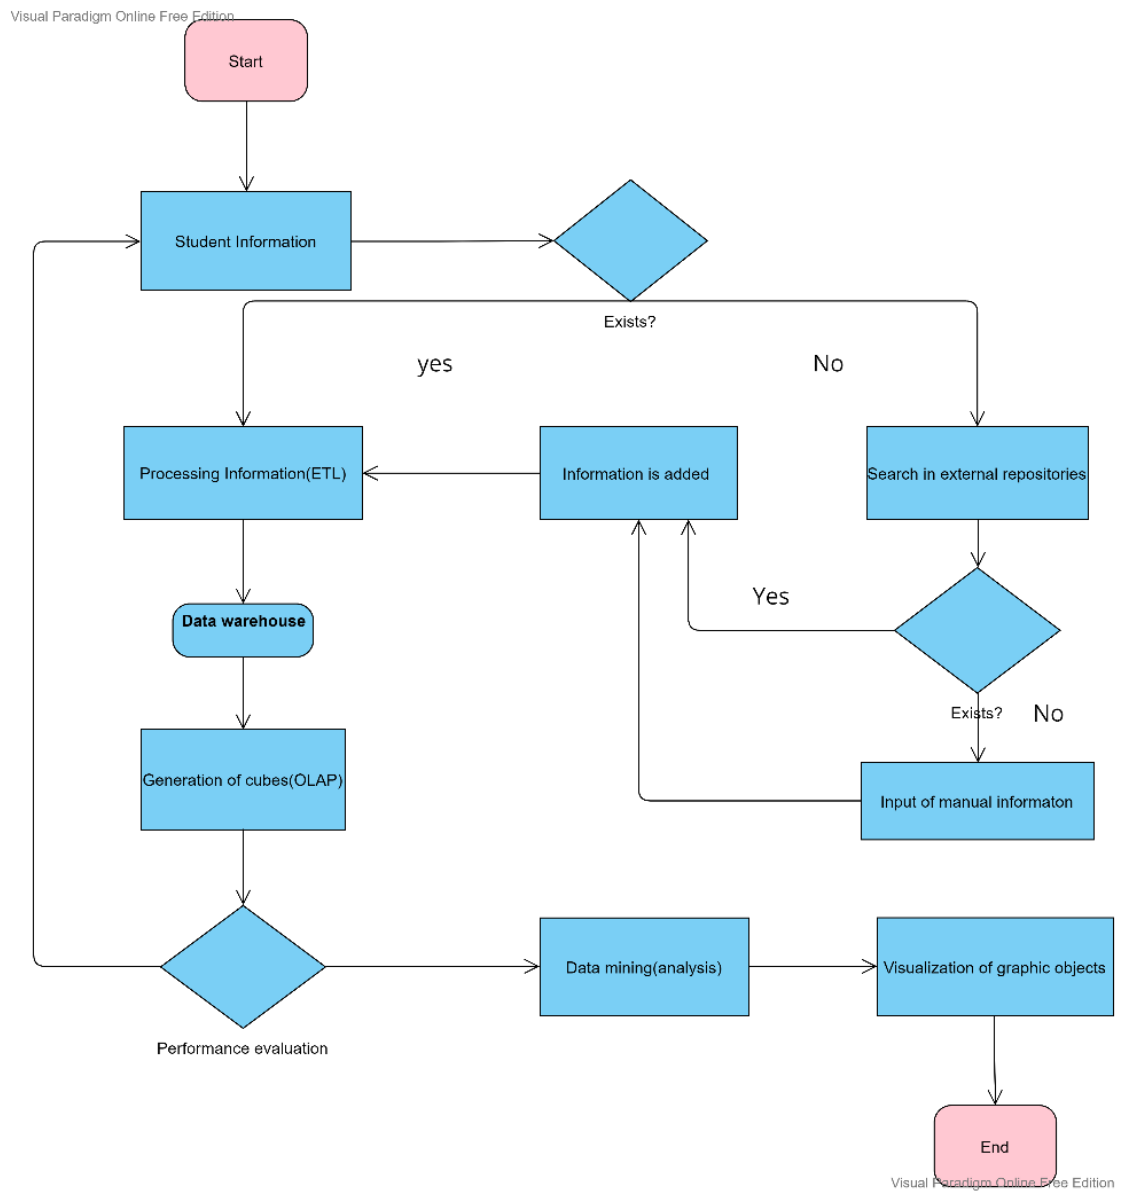 Visual Paradigm Online Free Edition
Start
Student Information
Exists?
yes
No
Processing Information(ETL)
Information is added
Search in external repositories
Data warehouse
Yes
Exists?
No
Generation of cubes(OLAP)
Input of manual informaton
Data mining(analysis)
Visualization of graphic objects
Performance evaluation
End
Visual Paradigm Online Free Edition